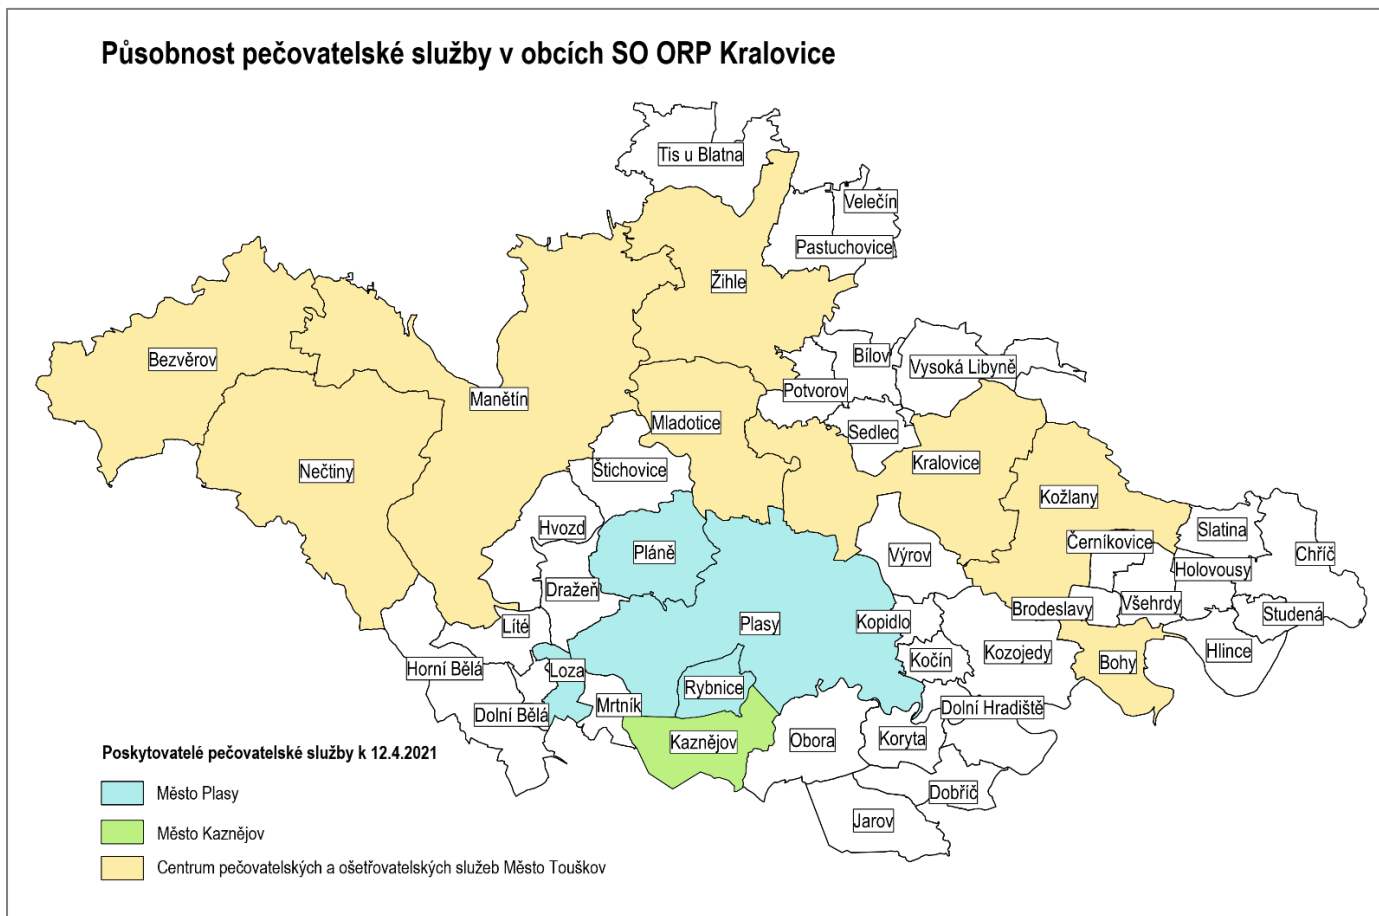 Působnost pečovatelské služby v obcích SO ORP Kralovice
Tis u Blatna
Velečín
Pastuchovice
Žihle
Bezvěrov
Bílov
Vysoká Libyně
Potvorov
Manětín
Mladotice
Sedlec
Kralovice
Nečtiny
Štichovice
Kožlany
Hvozd
Slatina
Pláně
Černíkovice
Výrov
Chříč
Holovousy
Dražeň
Všehrdy
Brodeslavy
Studená
Líté
Plasy
Kopidlo
Hlince
Kozojedy
Kočín
Bohy
Horní Bělá
Loza
Rybnice
Mrtník
Dolní Hradiště
Dolní Bělá
Kaznějov
Obora
Koryta
Dobříč
Jarov
Poskytovatelé pečovatelské služby k 12.4.2021
Město Plasy
Město Kaznějov
Centrum pečovatelských a ošetřovatelských služeb Město Touškov